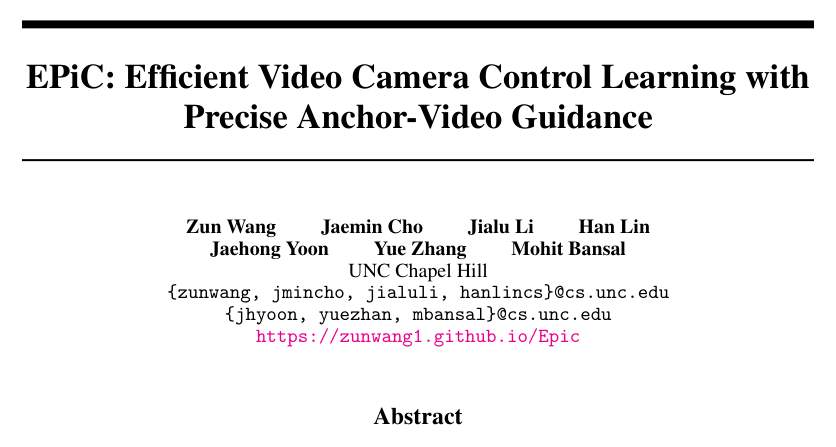 EPiC: Efficient Video Camera Control Learning with
Precise Anchor-Video Guidance
Zun Wang Jaemin Cho Jialu Li Han Lin
Jaehong Yoon Yue Zhang Mohit Bansal
UNC Chapel Hill
{zunwang, jmincho, jialuli, hanlincs}@cs.unc.edu
{jhyoon, yuezhan, mbansal}@cs.unc.edu
https://zunwang1.github.io/Epic
Abstract